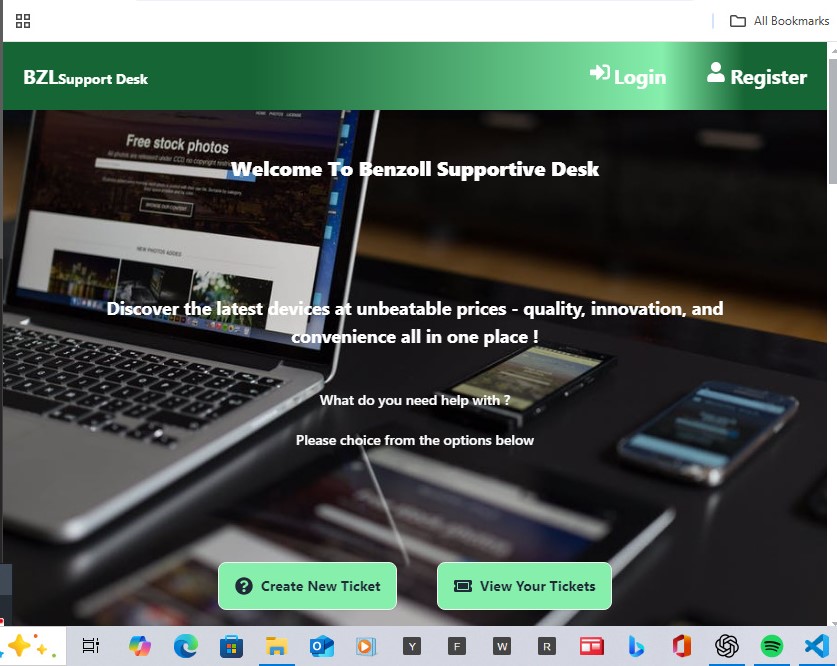 All Bookmarks
BZLSupport Desk
Login
Register
Free stock photos
Welcome To Benzoll Supportive Desk
Discover the latest devices at unbeatable prices - quality, innovation, and
convenience all in one place !
What do you need help with ?
Please choice from the options below
Create New Ticket
View Your Tickets
Y
F
W
R